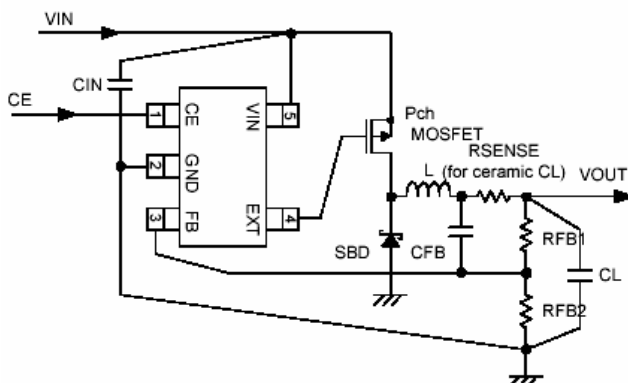 VIN
CIN
CE
1
CE
VIN
5
2
GND
3
FB
EXT
4
Pch
MOSFET
RSENSE
L (for ceramic CL)
VOUT
SBD
CFB
RFB1
CL
RFB2